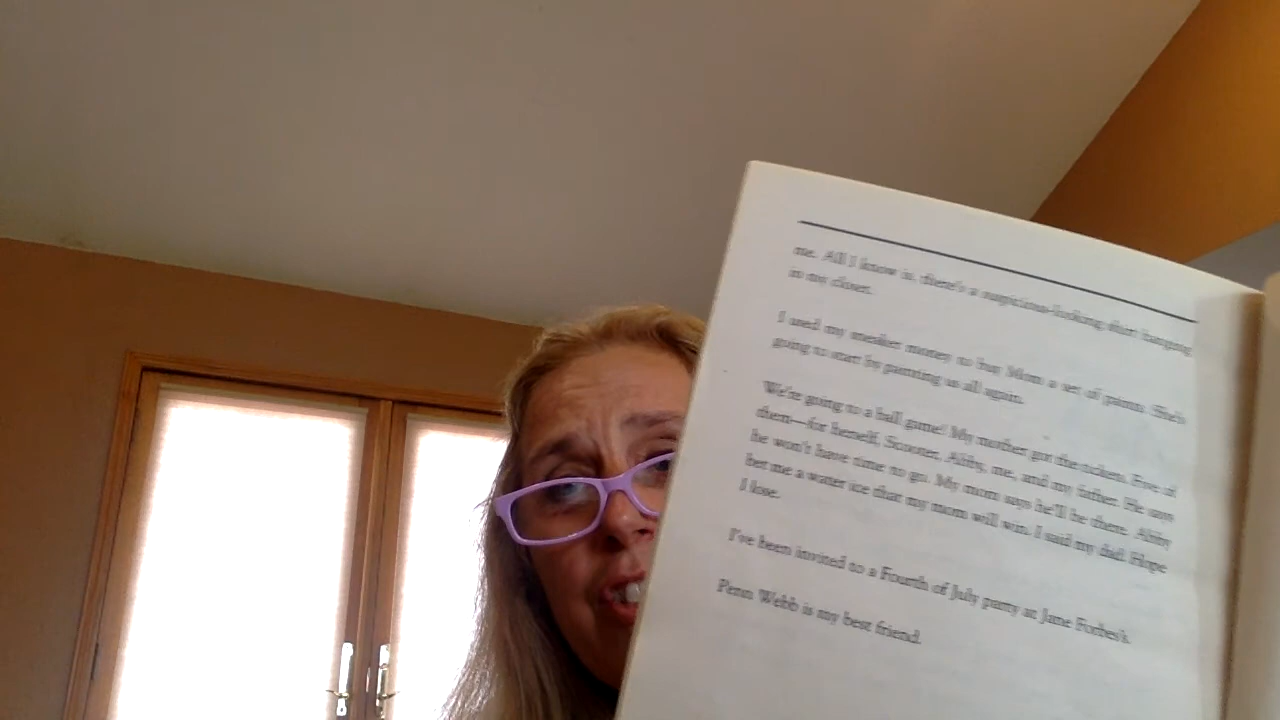 me. All I know is, there's a suspicious-looking shirt hanging
in my closet.
I used my sneaker money to buy Mom a set of paints. She's
going to start by painting us all again.
We're going to a ball game! My mother got the tickets. Five of
them—for herself, Scooter, Abby, me, and my father. He says
he won't have time to go. My mom says he'll be there. Abby
bet me a water ice that my mom will win. I said my dad. Hope
I lose.
I've been invited to a Fourth of July party at Jane Forbes's.
Penn Webb is my best friend.